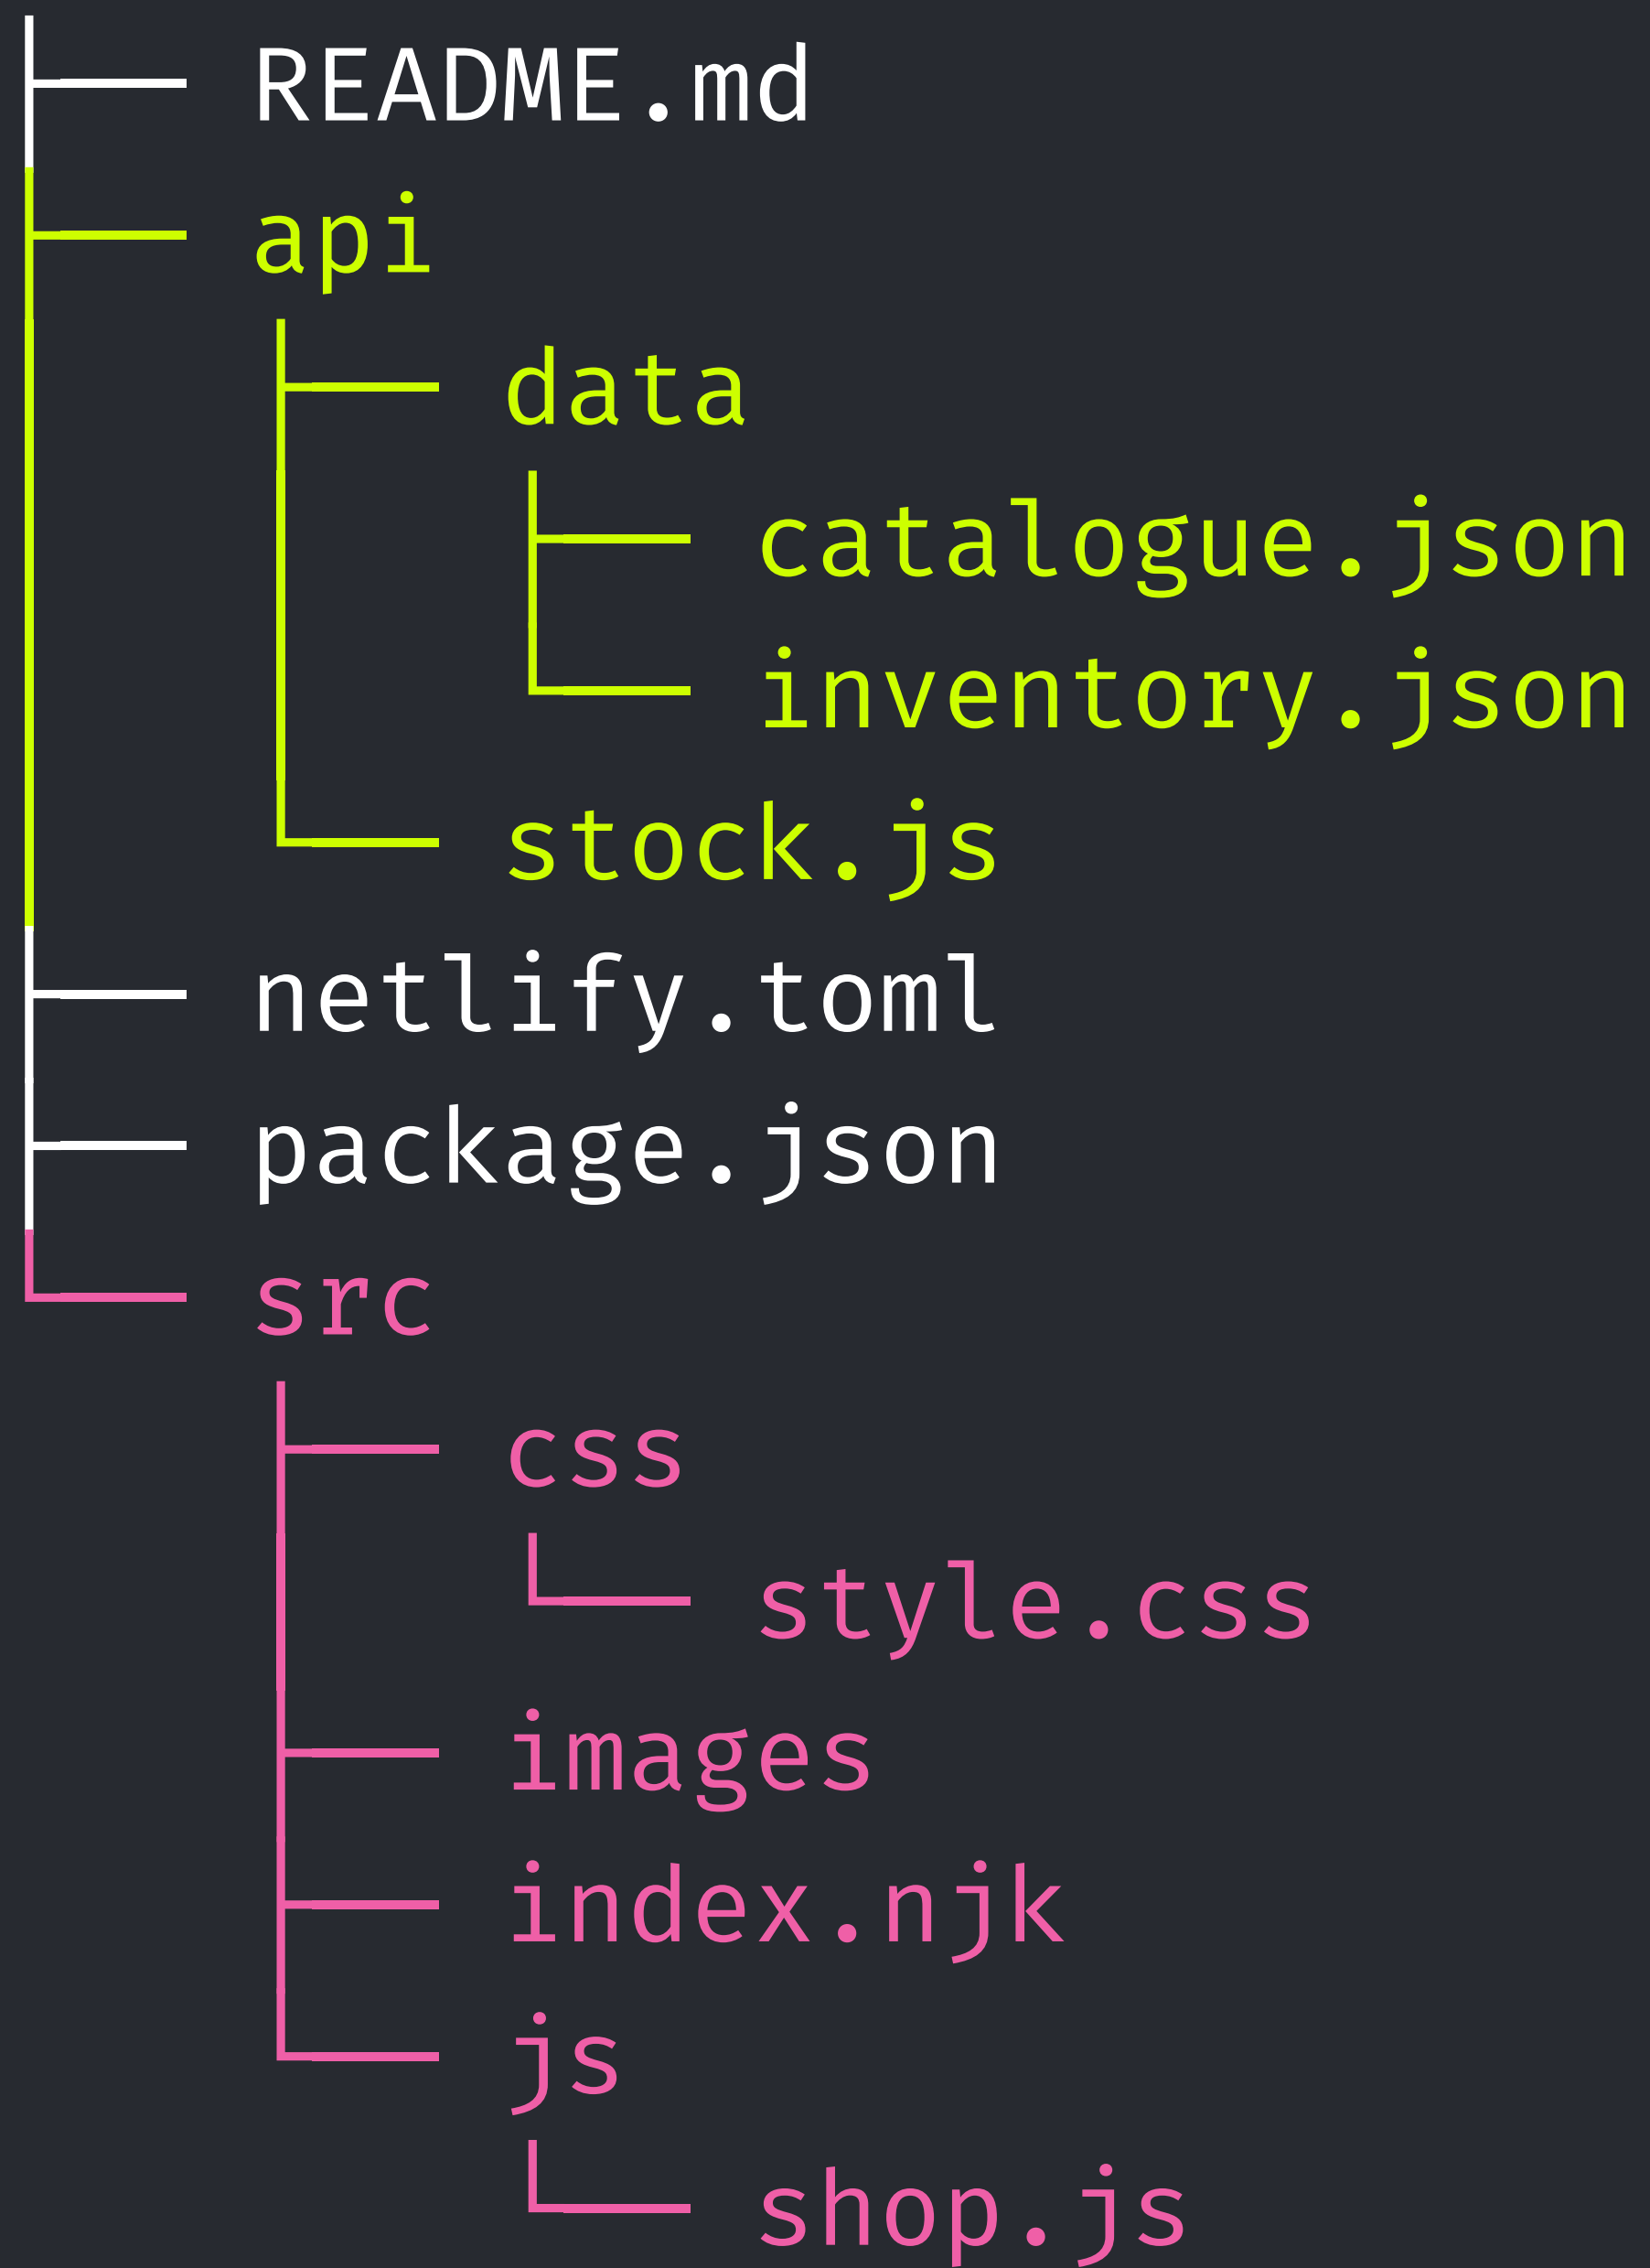 README.md
api
data
catalogue.json
inventory.json
stock.js
netlify.toml
package.json
src
css
style.css
images
index.njk
js
shop.js